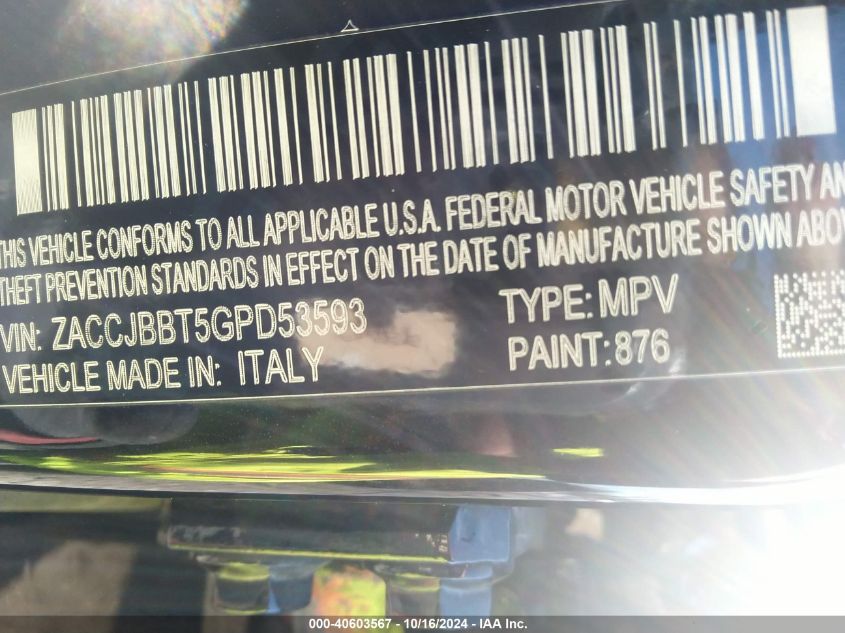 THIS VEHICLE CONFORMS TO ALL APPLICABLE U.S.A. FEDERAL MOTOR VEHICLE SAFETY AN
THEFT PREVENTION STANDARDS IN EFFECT ON THE DATE OF MANUFACTURE SHOWN ABOV
VIN: ZACCJBBT5GPD53593 TYPE: MPV
VEHICLE MADE IN: ITALY PAINT: 876
000-40603567 - 10/16/2024 - IAA Inc.